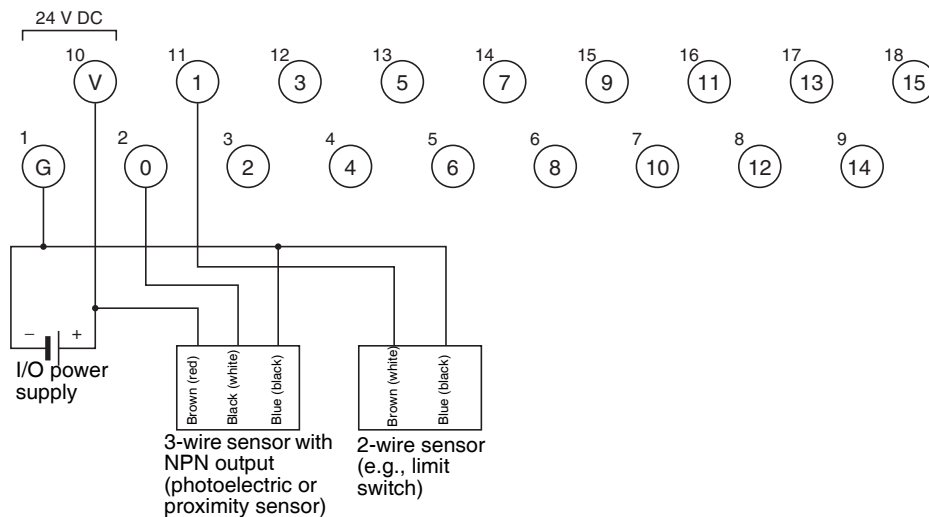 24 V DC
10 11 12 13 14 15 16 17 18
V 1 3 5 7 9 11 13 15
1 2 3 4 5 6 7 8 9
G 0 2 4 6 8 10 12 14
− +
I/O power
supply
Brown (red)
Black (white)
Blue (black)
3-wire sensor with
NPN output
(photoelectric or
proximity sensor)
Brown (white)
Blue (black)
2-wire sensor
(e.g., limit
switch)